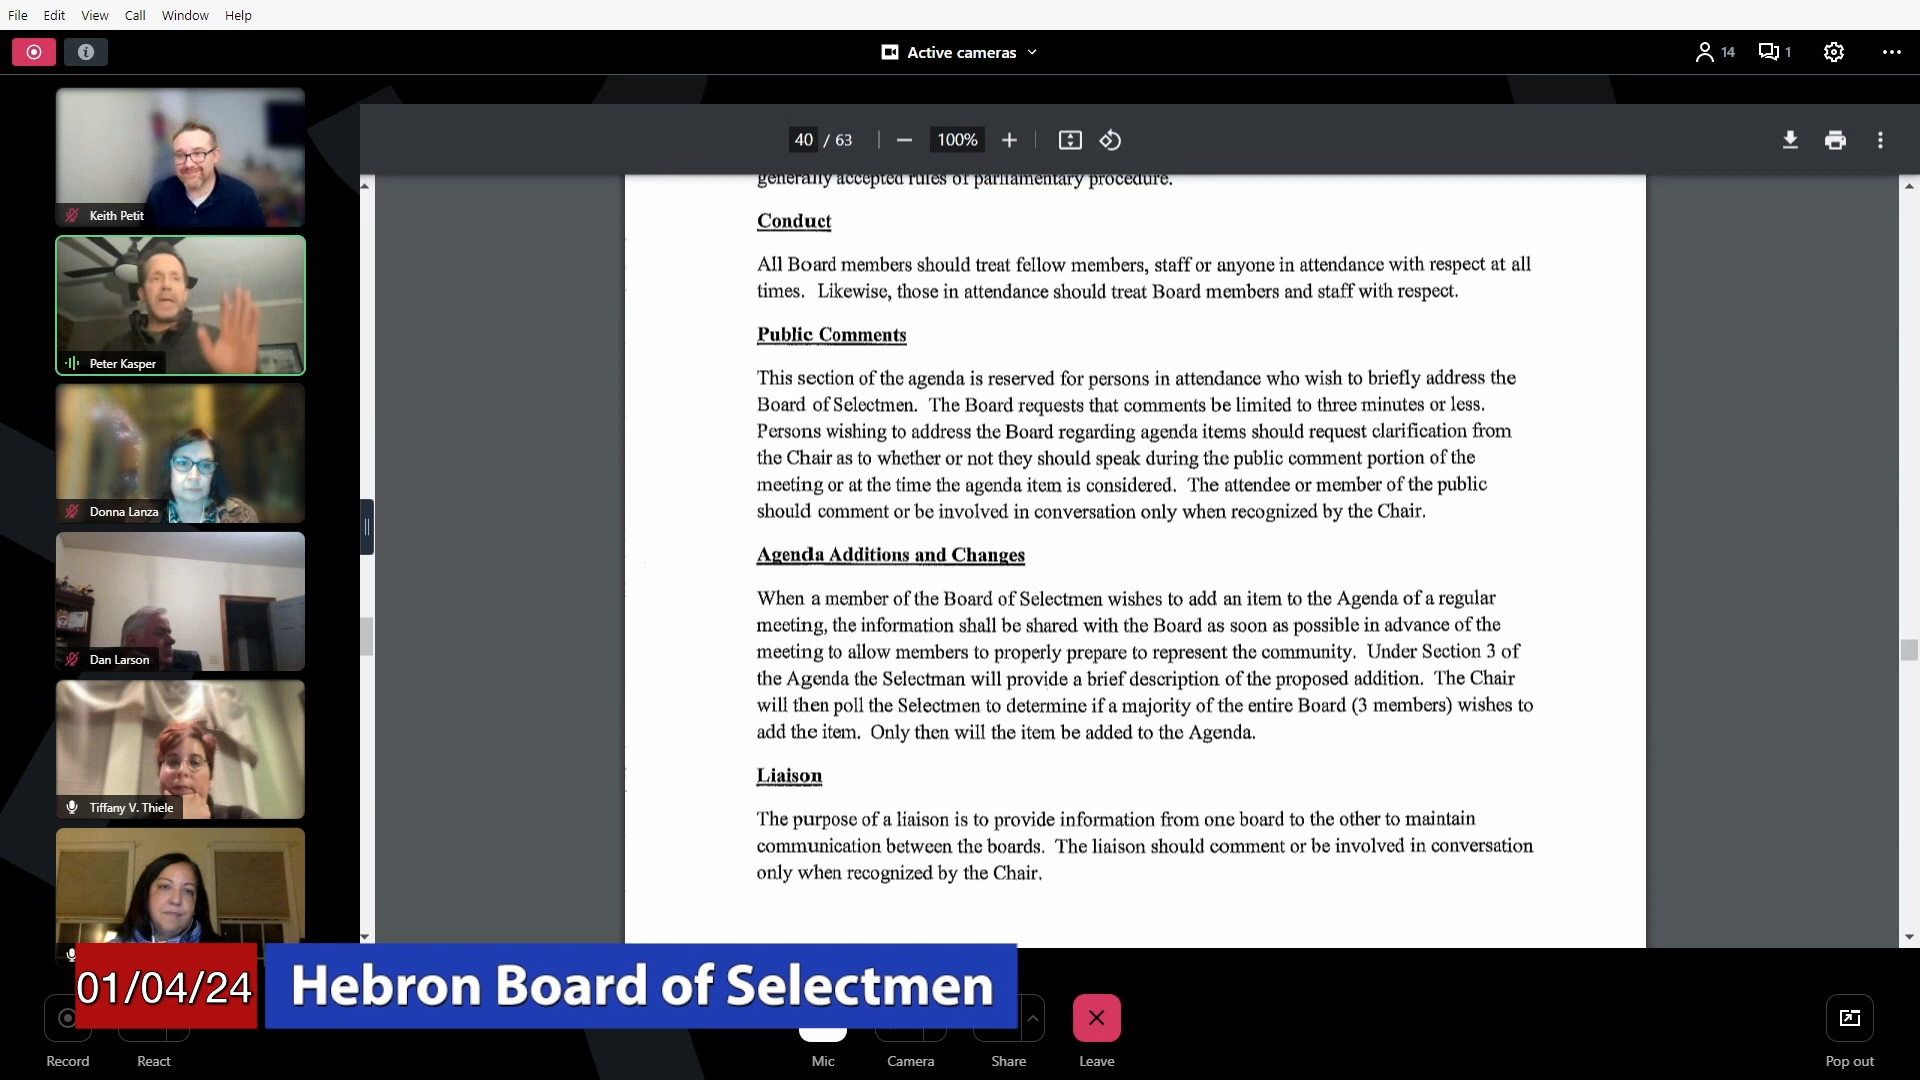 File Edit View Call Window Help
Active cameras
14
1
Keith Petit
Peter Kasper
Donna Lanza
Dan Larson
Tiffany V. Thiele
40 / 63
100%
generally accepted rules of parliamentary procedure.
Conduct
All Board members should treat fellow members, staff or anyone in attendance with respect at all
times. Likewise, those in attendance should treat Board members and staff with respect.
Public Comments
This section of the agenda is reserved for persons in attendance who wish to briefly address the
Board of Selectmen. The Board requests that comments be limited to three minutes or less.
Persons wishing to address the Board regarding agenda items should request clarification from
the Chair as to whether or not they should speak during the public comment portion of the
meeting or at the time the agenda item is considered. The attendee or member of the public
should comment or be involved in conversation only when recognized by the Chair.
Agenda Additions and Changes
When a member of the Board of Selectmen wishes to add an item to the Agenda of a regular
meeting, the information shall be shared with the Board as soon as possible in advance of the
meeting to allow members to properly prepare to represent the community. Under Section 3 of
the Agenda the Selectman will provide a brief description of the proposed addition. The Chair
will then poll the Selectmen to determine if a majority of the entire Board (3 members) wishes to
add the item. Only then will the item be added to the Agenda.
Liaison
The purpose of a liaison is to provide information from one board to the other to maintain
communication between the boards. The liaison should comment or be involved in conversation
only when recognized by the Chair.
01/04/24
Hebron Board of Selectmen
Record
React
Mic
Camera
Share
Leave
Pop out